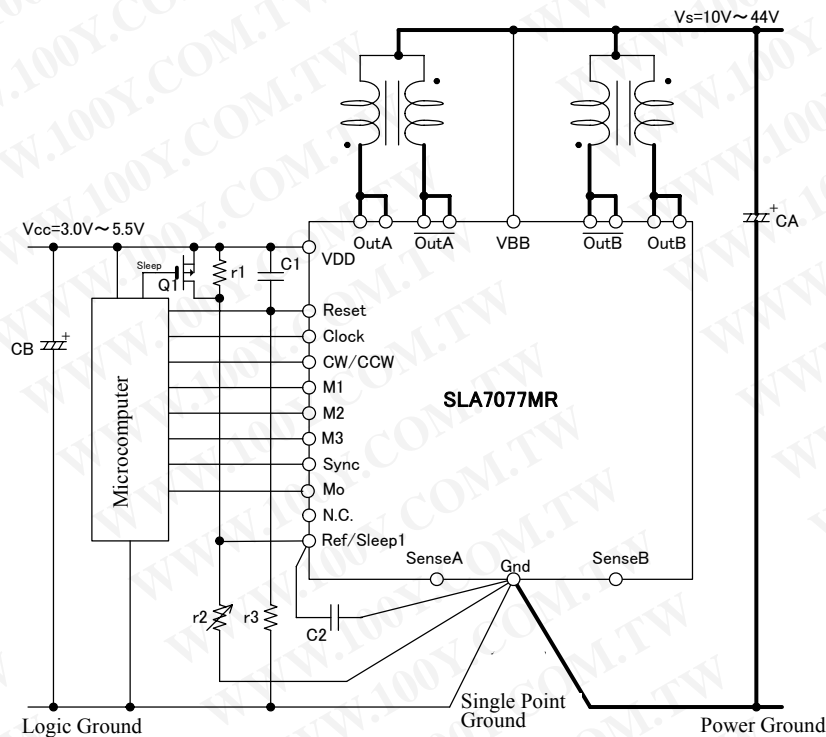 Vs=10V～44V
CA
OutA
OutA
VBB
OutB
OutB
Vcc=3.0V～5.5V
VDD
Sleep
Q1
r1
C1
CB
Microcomputer
Reset
Clock
CW/CCW
M1
M2
M3
Sync
Mo
N.C.
Ref/Sleep1
SLA7077MR
SenseA
Gnd
SenseB
r2
r3
C2
Single Point
Ground
Logic Ground
Power Ground
WWW.100Y.COM.TW